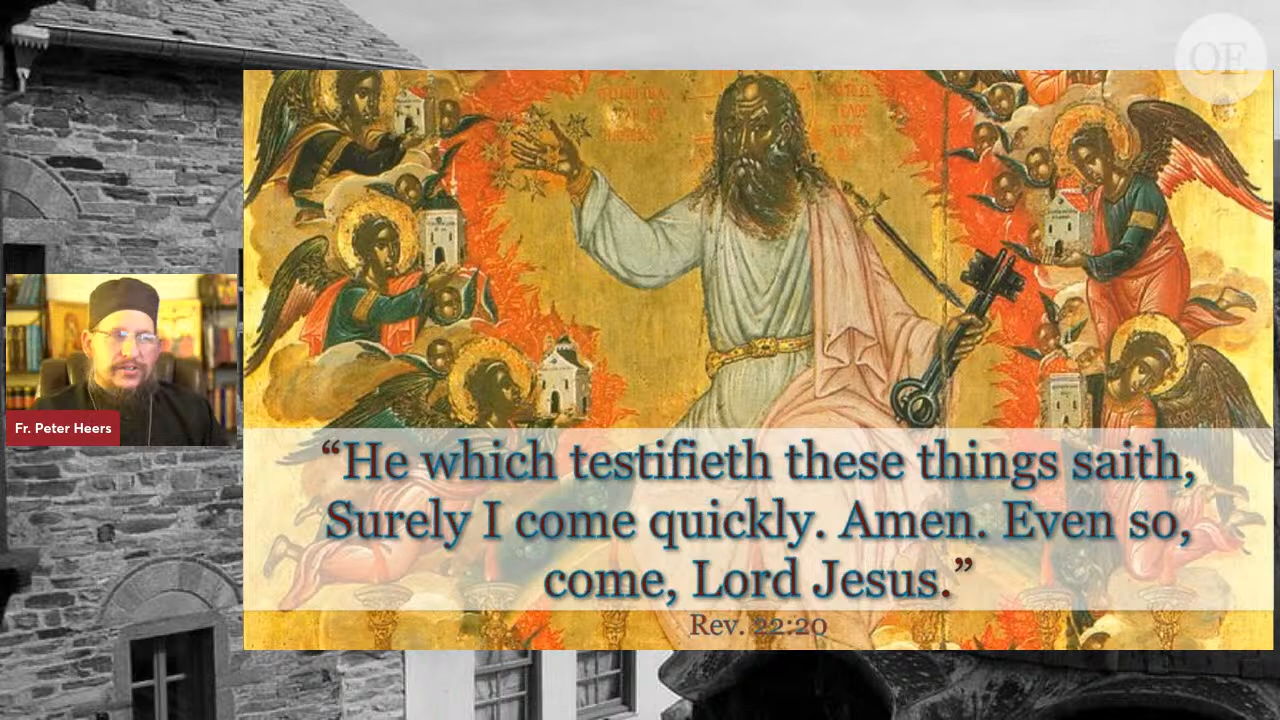 OE
Fr. Peter Heers
“He which testifieth these things saith,
Surely I come quickly. Amen. Even so,
come, Lord Jesus.”
Rev. 22:20